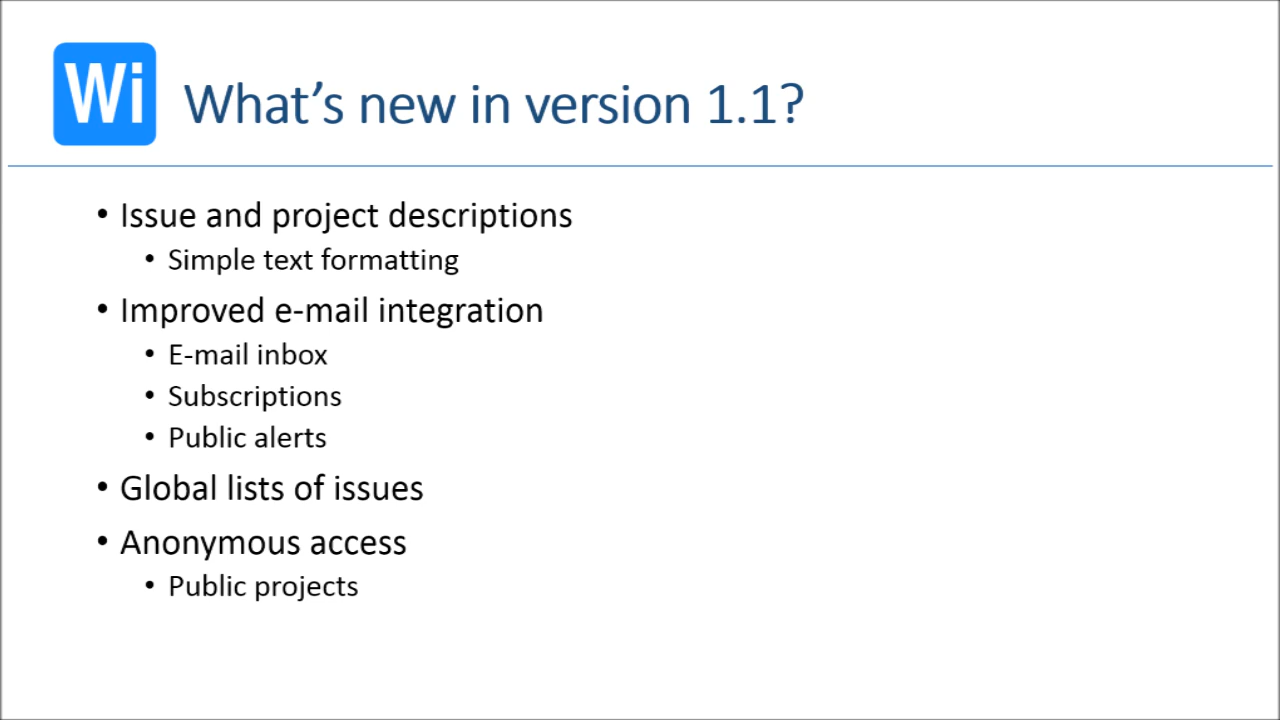 Wi
What's new in version 1.1?
• Issue and project descriptions
• Simple text formatting
• Improved e-mail integration
• E-mail inbox
• Subscriptions
• Public alerts
• Global lists of issues
• Anonymous access
• Public projects